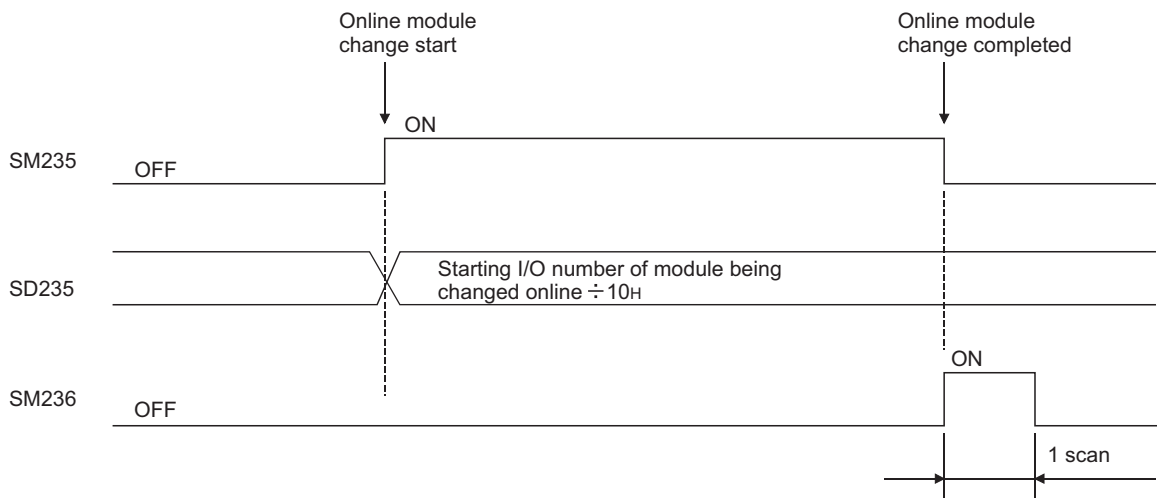 Online module
change start
Online module
change completed
ON
SM235
OFF
Starting I/O number of module being
changed online ÷10H
SD235
ON
SM236
OFF
1 scan